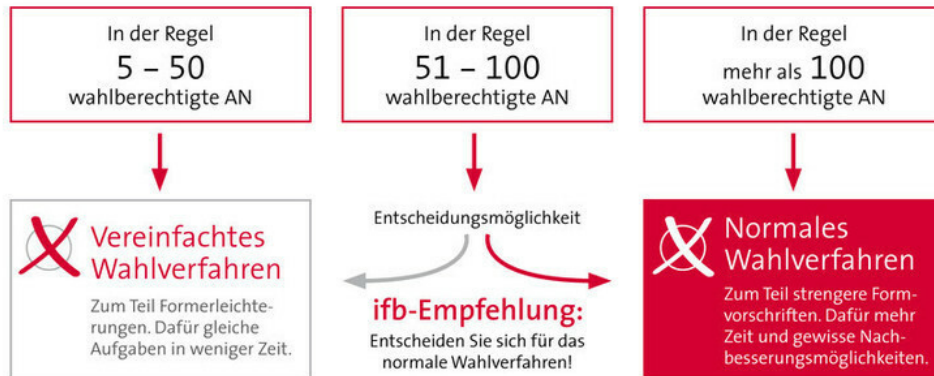 In der Regel
5 – 50
wahlberechtigte AN
In der Regel
51 – 100
wahlberechtigte AN
In der Regel
mehr als 100
wahlberechtigte AN
Vereinfachtes
Wahlverfahren
Zum Teil Formerleichte-
rungen. Dafür gleiche
Aufgaben in weniger Zeit.
Entscheidungsmöglichkeit
ifb-Empfehlung:
Entscheiden Sie sich für das
normale Wahlverfahren!
Normales
Wahlverfahren
Zum Teil strengere Form-
vorschriften. Dafür mehr
Zeit und gewisse Nach-
besserungsmöglichkeiten.